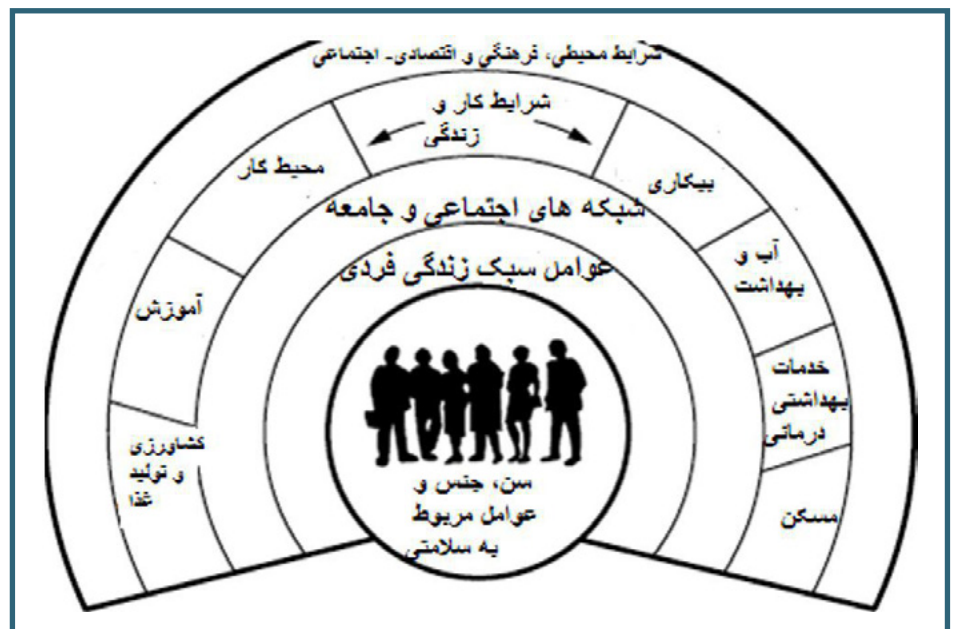 شرایط محیطی، فرهنگی و اقتصادی- اجتماعی
شرایط کار و
زندگی
محیط کار
بیکاری
شبکه های اجتماعی و جامعه
آب و
بهداشت
عوامل سبک زندگی فردی
آموزش
خدمات
بهداشتی
درمانی
کشاورزی
و تولید
غذا
سن، جنس و
عوامل مربوط
به سلامتی
مسکن